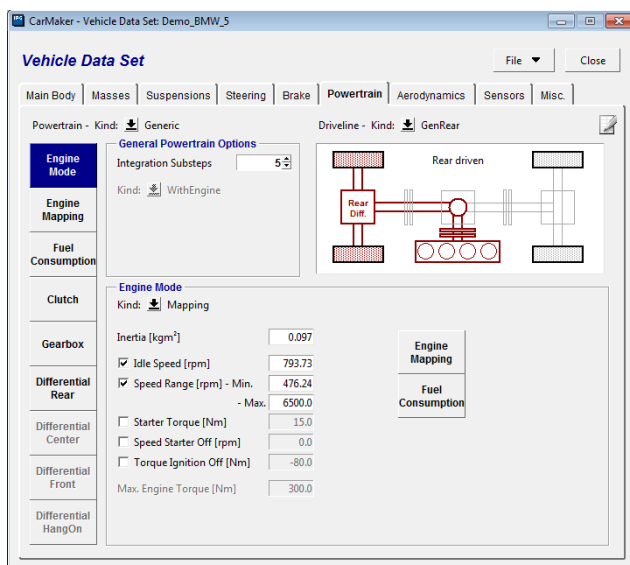 IPG CarMaker - Vehicle Data Set: Demo_BMW_5
Vehicle Data Set
File
Close
Main Body
Masses
Suspensions
Steering
Brake
Powertrain
Aerodynamics
Sensors
Misc.
Powertrain - Kind: Generic
Driveline - Kind: GenRear
Engine
Mode
Engine
Mapping
Fuel
Consumption
Clutch
Gearbox
Differential
Rear
Differential
Center
Differential
Front
Differential
HangOn
General Powertrain Options
Integration Substeps 5
Kind: WithEngine
Rear driven
Rear
Diff.
Engine Mode
Kind: Mapping
Inertia [kgm²] 0.097
Idle Speed [rpm] 793.73
Speed Range [rpm] - Min. 476.24
- Max. 6500.0
Starter Torque [Nm] 15.0
Speed Starter Off [rpm] 0.0
Torque Ignition Off [Nm] -80.0
Max. Engine Torque [Nm] 300.0
Engine
Mapping
Fuel
Consumption